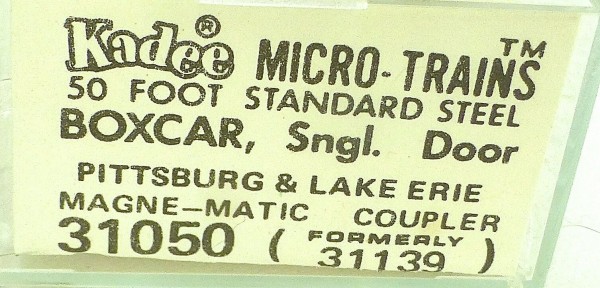 Kadee® MICRO-TRAINS™
50 FOOT STANDARD STEEL
BOXCAR, Sngl. Door
PITTSBURG & LAKE ERIE
MAGNE-MATIC COUPLER
31050 ( FORMERLY 31139 )